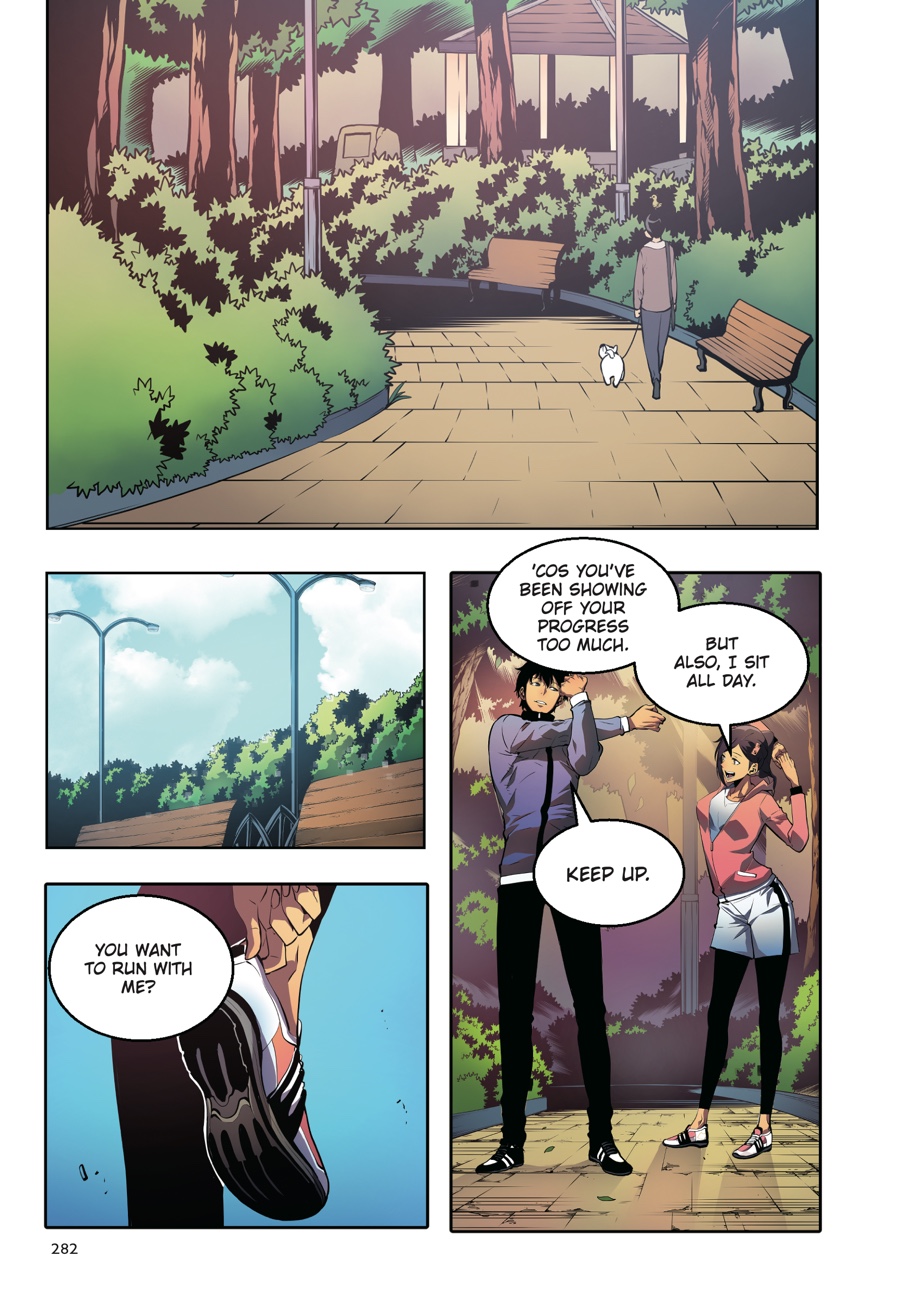 YOU WANT
TO RUN WITH
ME?
'COS YOU'VE
BEEN SHOWING
OFF YOUR
PROGRESS
TOO MUCH.
BUT
ALSO, I SIT
ALL DAY.
KEEP UP.
282